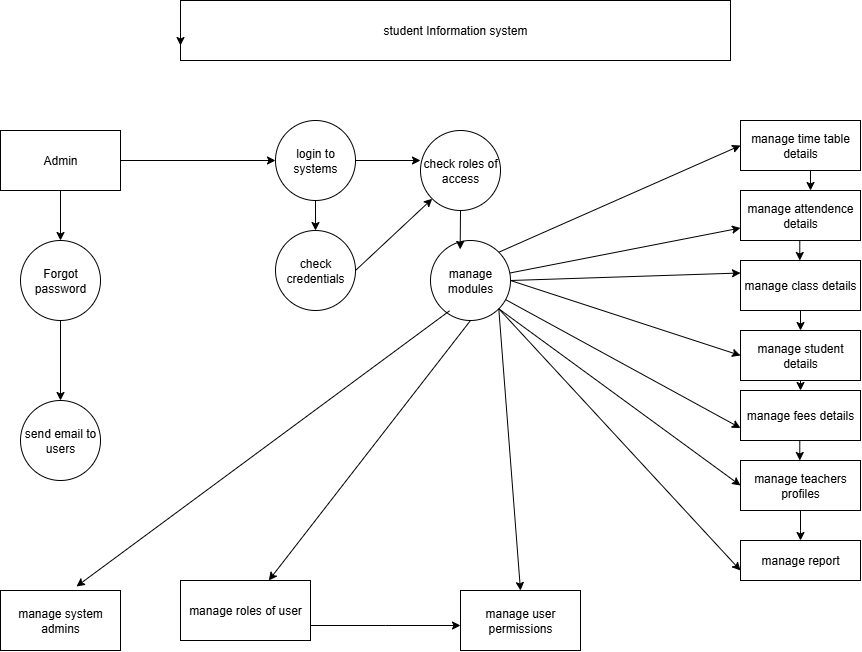 student Information system
Admin
login to
systems
check roles of
access
manage time table
details
manage attendence
details
Forgot
password
check
credentials
manage
modules
manage class details
manage student
details
manage fees details
send email to
users
manage teachers
profiles
manage report
manage system
admins
manage roles of user
manage user
permissions